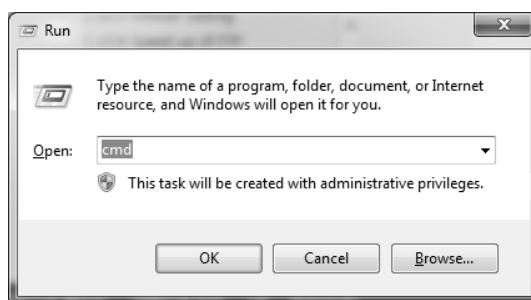 Run
Type the name of a program, folder, document, or Internet
resource, and Windows will open it for you.
Open: cmd
This task will be created with administrative privileges.
OK Cancel Browse...